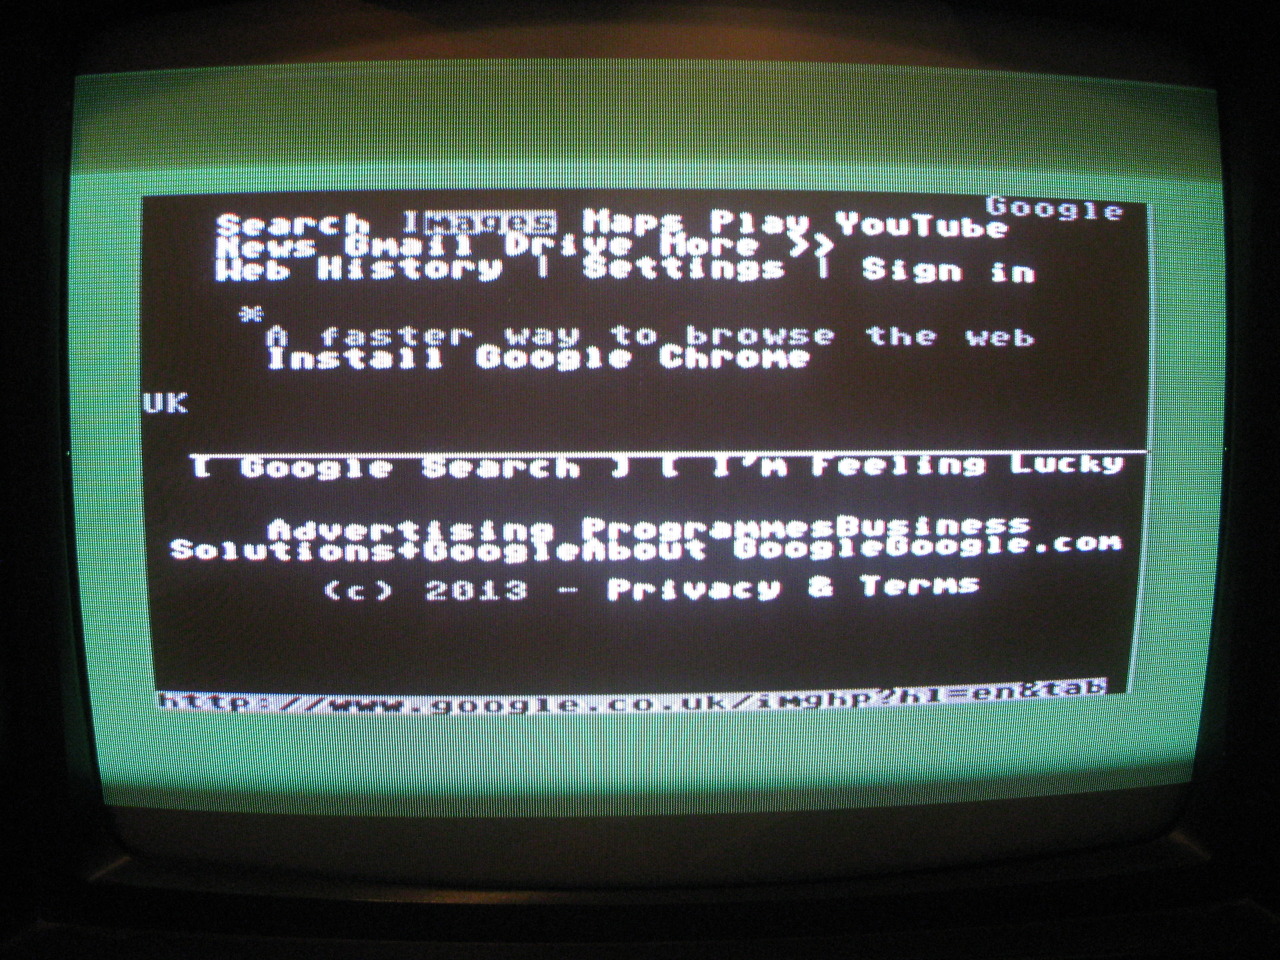 Google
Search Images Maps Play YouTube
News Gmail Drive More >>
Web History | Settings | Sign in
*
A faster way to browse the web
Install Google Chrome
UK
[ Google Search ] [ I'm Feeling Lucky
Advertising ProgrammesBusiness
Solutions+GoogleAbout GoogleGoogle.com
(c) 2013 - Privacy & Terms
http://www.google.co.uk/imghp?hl=en&tab